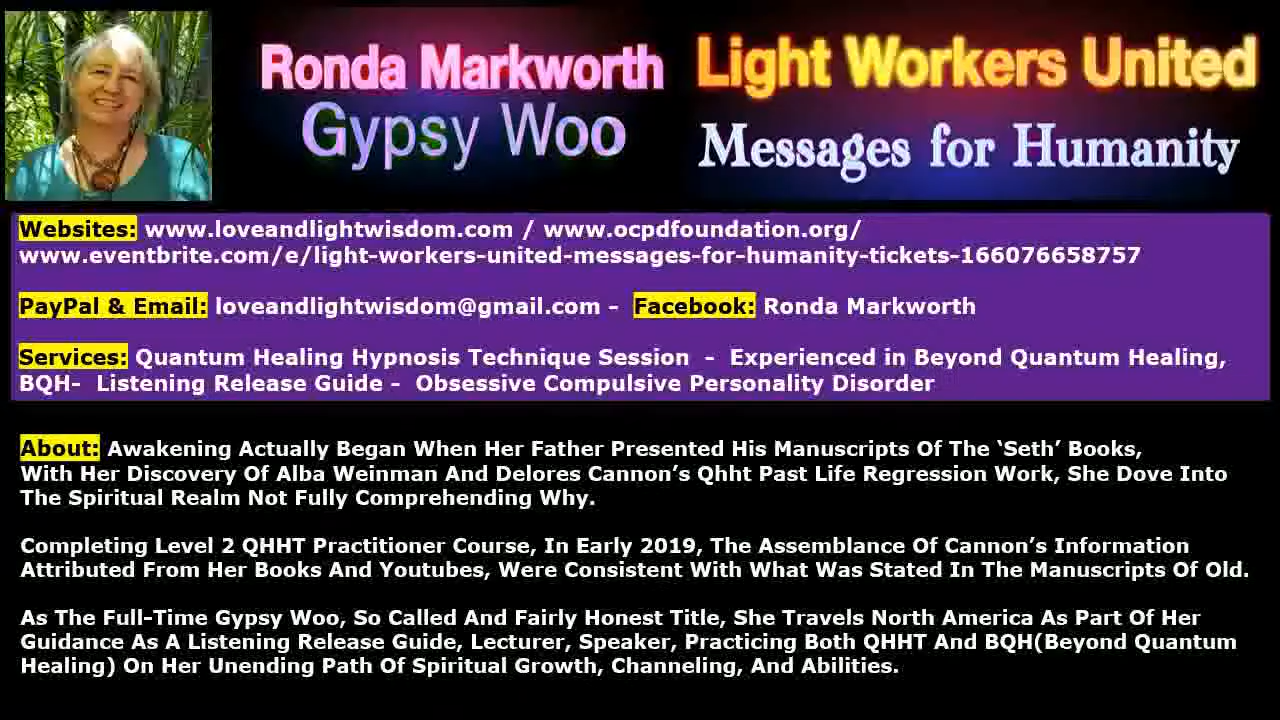 Ronda Markworth
Gypsy Woo
Light Workers United
Messages for Humanity
Websites: www.loveandlightwisdom.com / www.ocpdfoundation.org/
www.eventbrite.com/e/light-workers-united-messages-for-humanity-tickets-166076658757
PayPal & Email: loveandlightwisdom@gmail.com - Facebook: Ronda Markworth
Services: Quantum Healing Hypnosis Technique Session - Experienced in Beyond Quantum Healing,
BQH- Listening Release Guide - Obsessive Compulsive Personality Disorder
About: Awakening Actually Began When Her Father Presented His Manuscripts Of The ‘Seth’ Books,
With Her Discovery Of Alba Weinman And Delores Cannon’s Qhht Past Life Regression Work, She Dove Into
The Spiritual Realm Not Fully Comprehending Why.
Completing Level 2 QHHT Practitioner Course, In Early 2019, The Assemblance Of Cannon’s Information
Attributed From Her Books And Youtubes, Were Consistent With What Was Stated In The Manuscripts Of Old.
As The Full-Time Gypsy Woo, So Called And Fairly Honest Title, She Travels North America As Part Of Her
Guidance As A Listening Release Guide, Lecturer, Speaker, Practicing Both QHHT And BQH(Beyond Quantum
Healing) On Her Unending Path Of Spiritual Growth, Channeling, And Abilities.